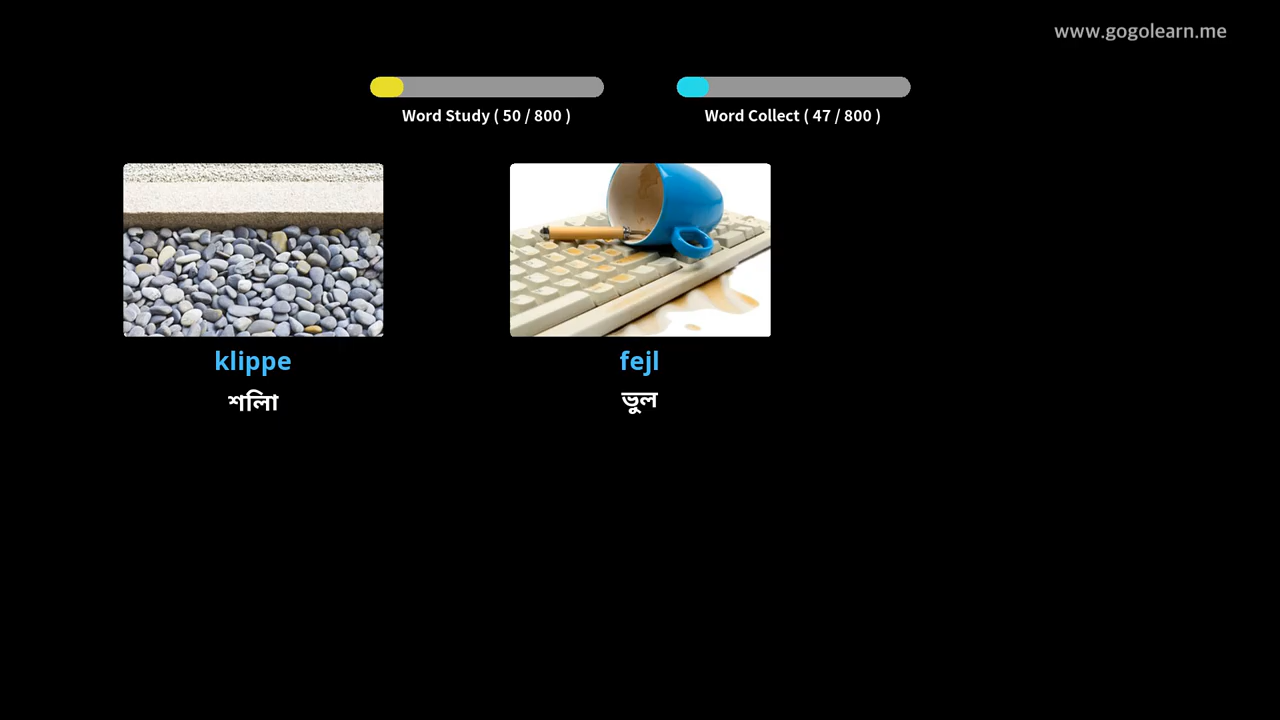 www.gogolearn.me
Word Study ( 50 / 800 )
Word Collect ( 47 / 800 )
klippe
শিলা
fejl
ভুল